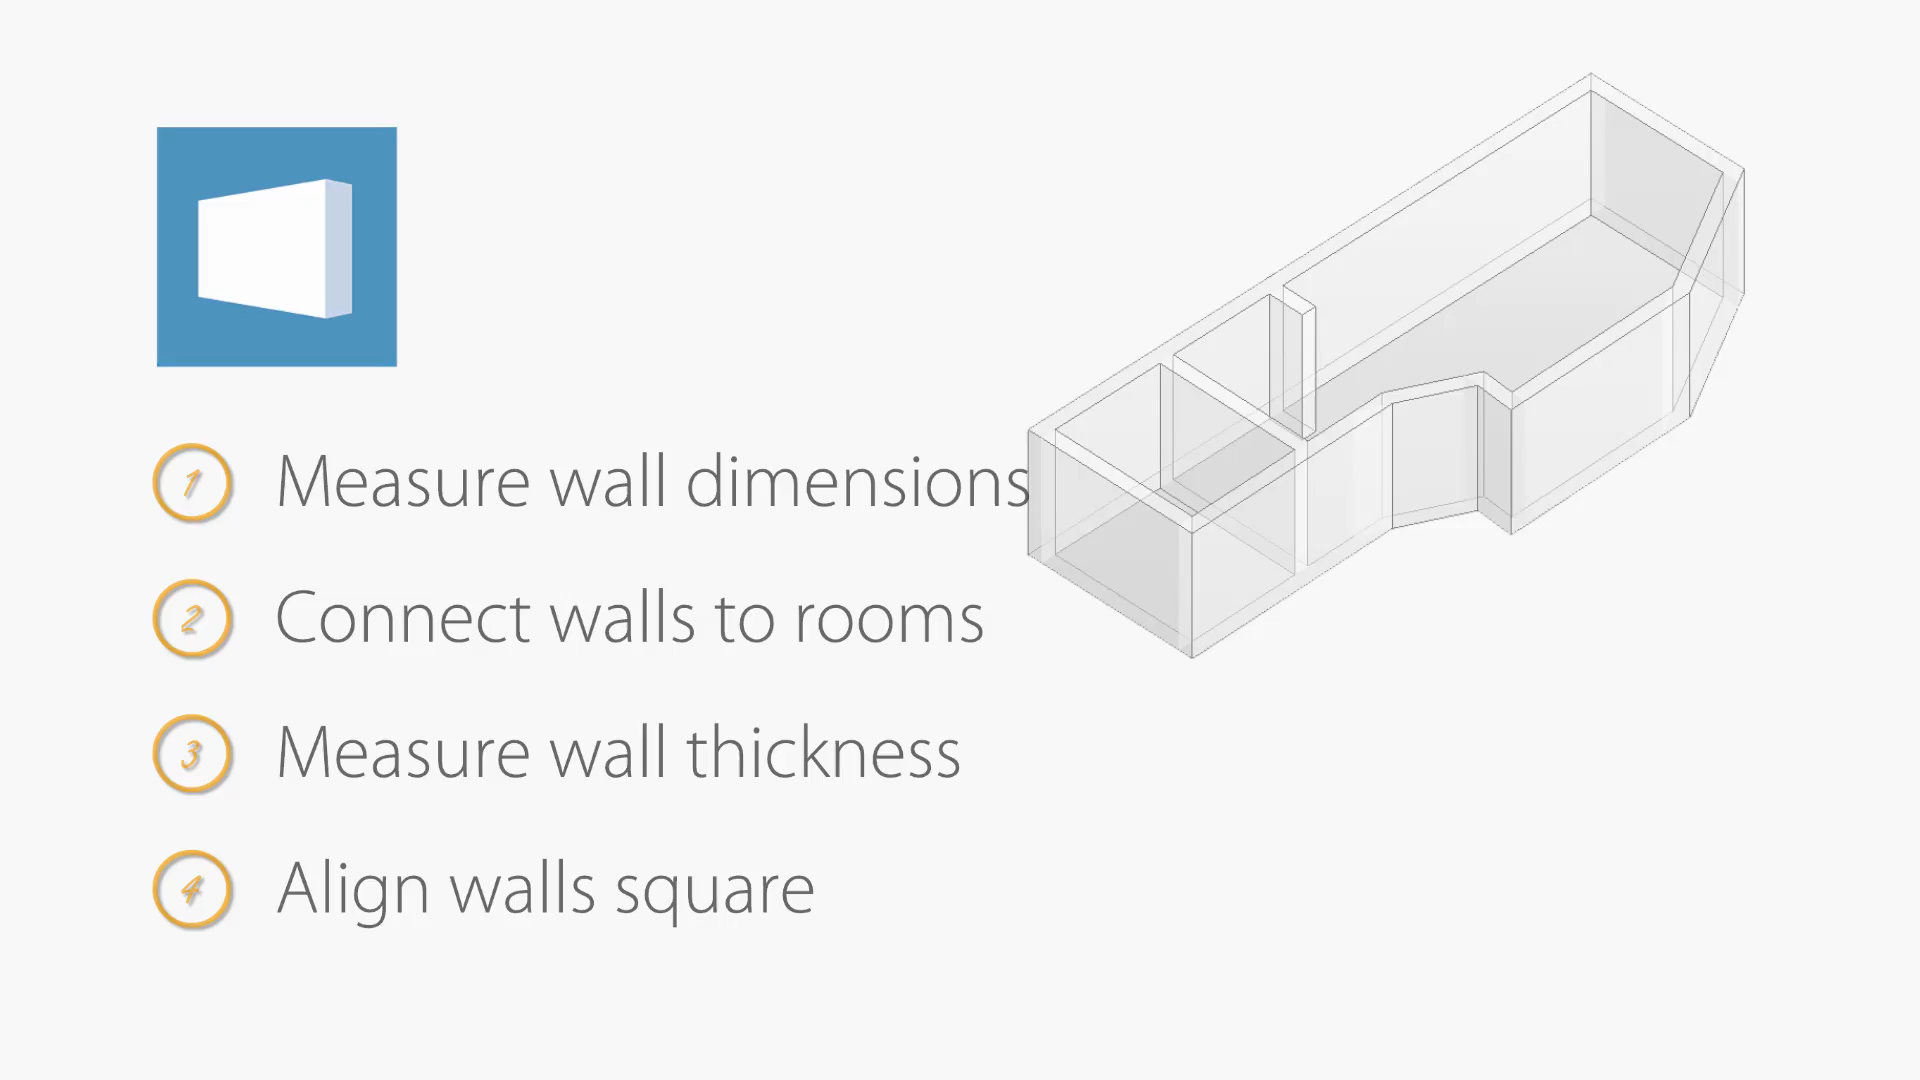 1 Measure wall dimensions
2 Connect walls to rooms
3 Measure wall thickness
4 Align walls square